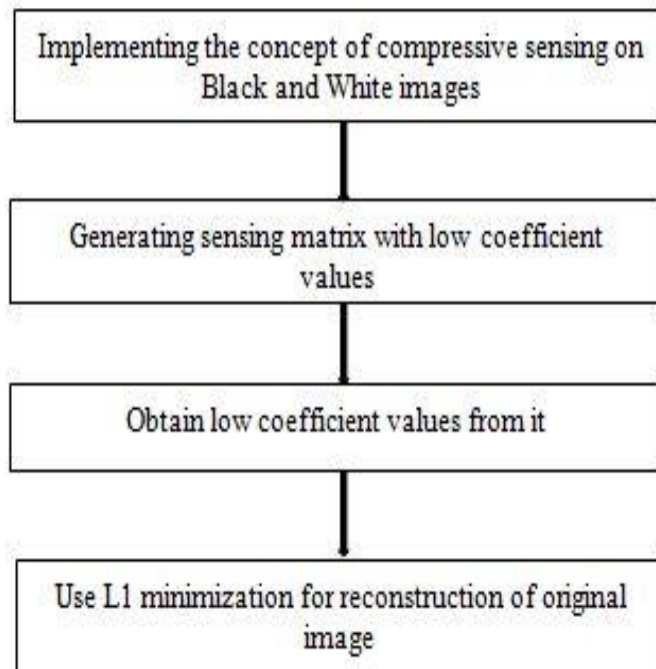 Implementing the concept of compressive sensing on
Black and White images
Generating sensing matrix with low coefficient
values
Obtain low coefficient values from it
Use L1 minimization for reconstruction of original
image